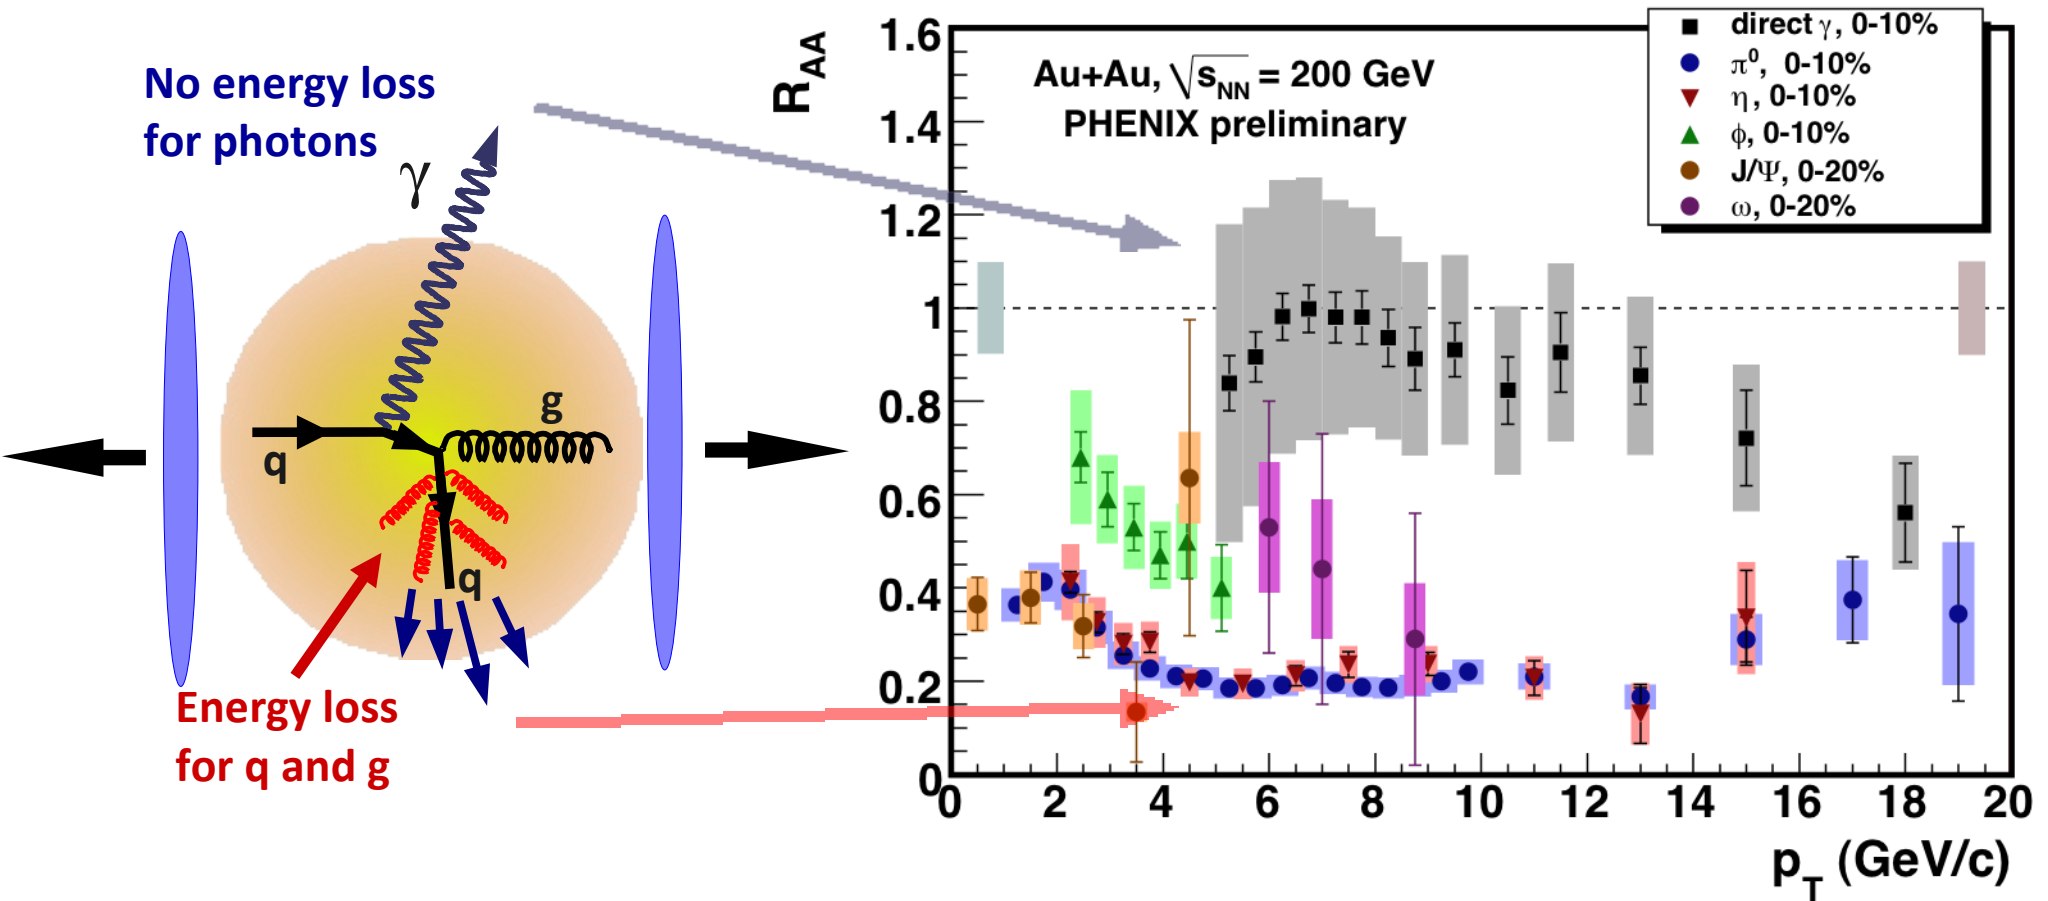 No energy loss
for photons
γ
g
q
q
Energy loss
for q and g
R_AA
1.6
1.4
1.2
1
0.8
0.6
0.4
0.2
0
Au+Au, √s_NN = 200 GeV
PHENIX preliminary
direct γ, 0-10%
π⁰, 0-10%
η, 0-10%
ϕ, 0-10%
J/Ψ, 0-20%
ω, 0-20%
0 2 4 6 8 10 12 14 16 18 20
p_T (GeV/c)